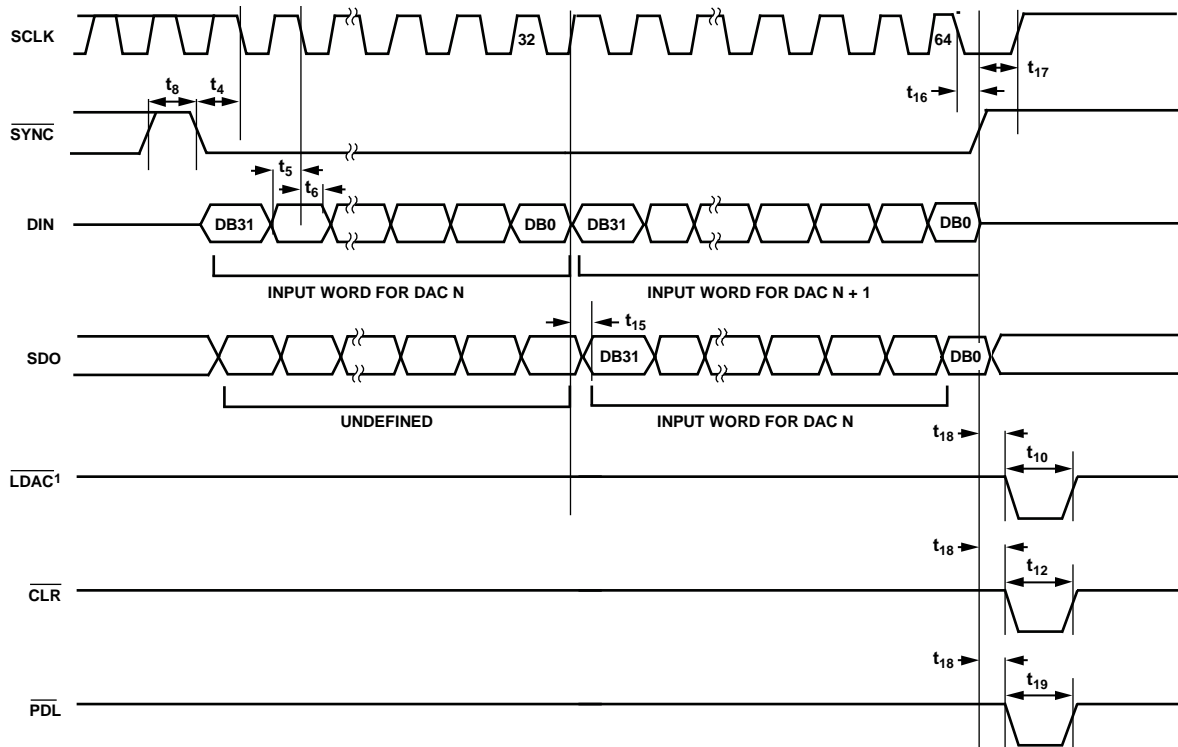 SCLK
32
64
t17
t16
t8
t4
SYNC
t5
t6
DIN
DB31
DB0
DB31
DB0
INPUT WORD FOR DAC N
INPUT WORD FOR DAC N + 1
t15
SDO
DB31
DB0
UNDEFINED
INPUT WORD FOR DAC N
t18
t10
LDAC1
t18
t12
CLR
t18
t19
PDL